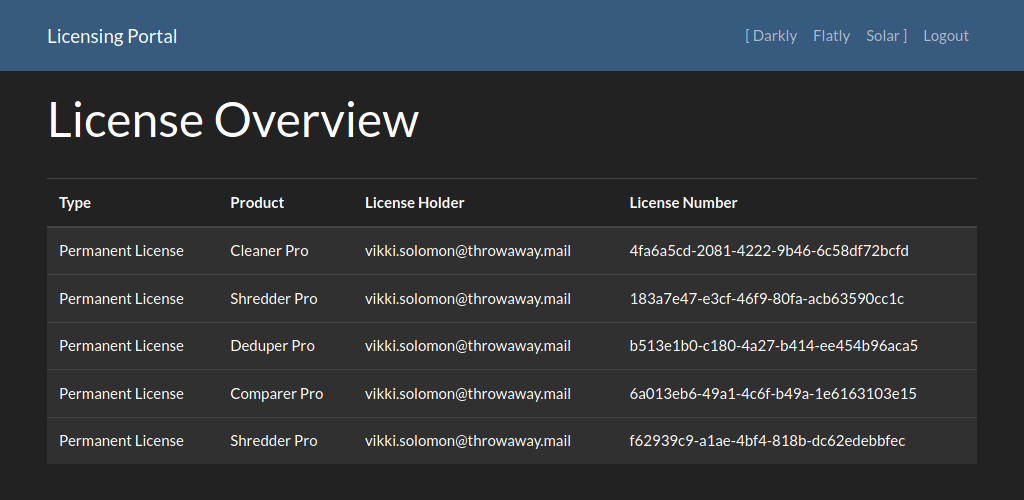 Licensing Portal [ Darkly Flatly Solar ] Logout
License Overview
Type Product License Holder License Number
Permanent License Cleaner Pro vikki.solomon@throwaway.mail 4fa6a5cd-2081-4222-9b46-6c58df72bcfd
Permanent License Shredder Pro vikki.solomon@throwaway.mail 183a7e47-e3cf-46f9-80fa-acb63590cc1c
Permanent License Deduper Pro vikki.solomon@throwaway.mail b513e1b0-c180-4a27-b414-ee454b96aca5
Permanent License Comparer Pro vikki.solomon@throwaway.mail 6a013eb6-49a1-4c6f-b49a-1e6163103e15
Permanent License Shredder Pro vikki.solomon@throwaway.mail f62939c9-a1ae-4bf4-818b-dc62edebbfec